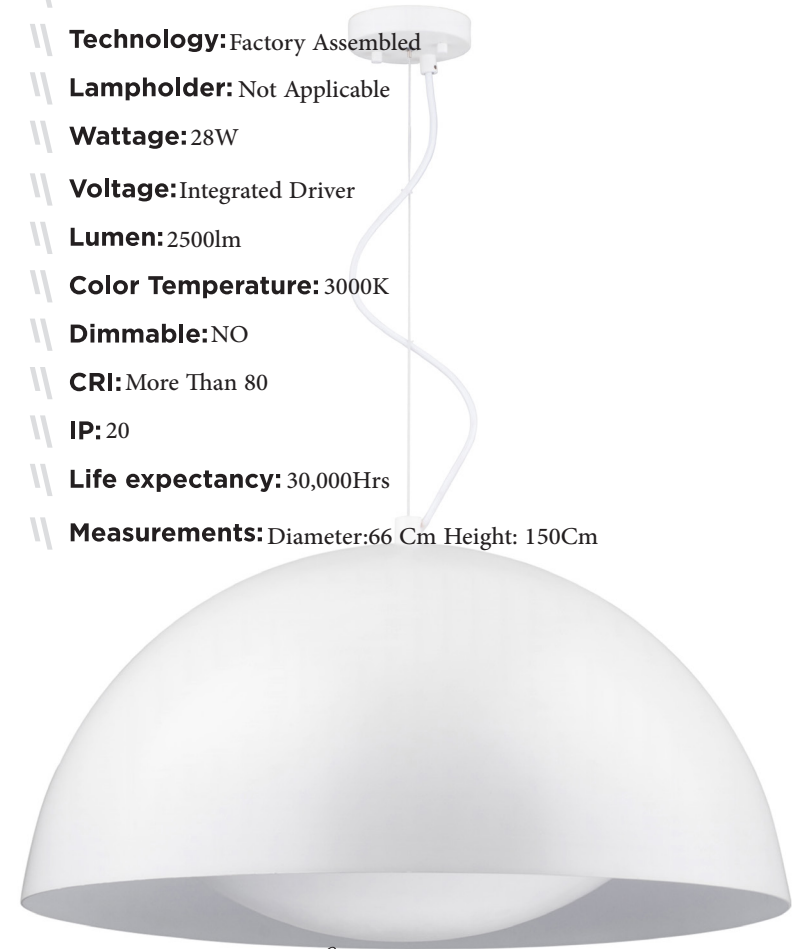 Technology: Factory Assembled
Lampholder: Not Applicable
Wattage: 28W
Voltage: Integrated Driver
Lumen: 2500lm
Color Temperature: 3000K
Dimmable: NO
CRI: More Than 80
IP: 20
Life expectancy: 30,000Hrs
Measurements: Diameter:66 Cm Height: 150Cm